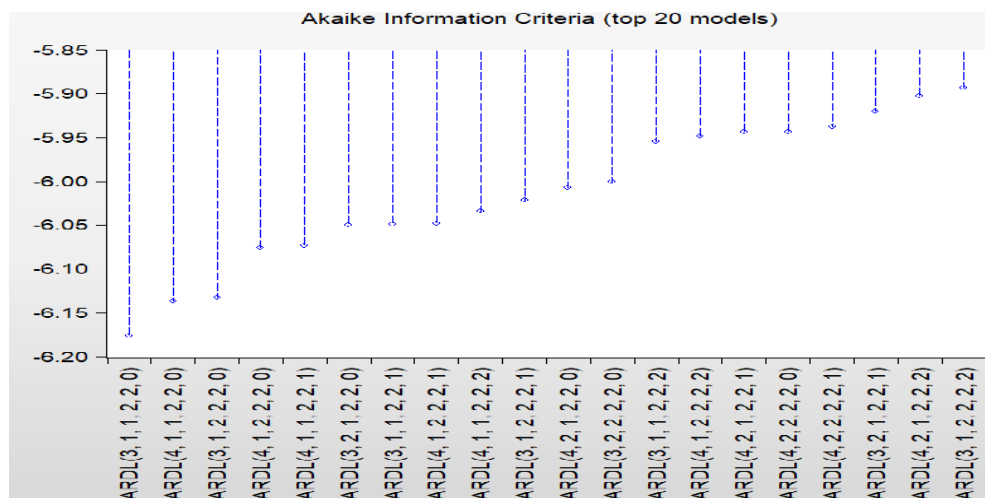 Akaike Information Criteria (top 20 models)
-5.85
-5.90
-5.95
-6.00
-6.05
-6.10
-6.15
-6.20
ARDL(3,1,1,2,2,0)
ARDL(4,1,1,2,2,0)
ARDL(3,1,2,2,2,0)
ARDL(4,1,2,2,2,0)
ARDL(4,1,1,2,2,1)
ARDL(3,2,1,2,2,0)
ARDL(3,1,1,2,2,1)
ARDL(4,1,2,2,2,1)
ARDL(4,1,1,2,2,2)
ARDL(3,1,2,2,2,1)
ARDL(4,2,1,2,2,0)
ARDL(3,2,2,2,2,0)
ARDL(3,1,1,2,2,2)
ARDL(4,1,2,2,2,2)
ARDL(4,2,1,2,2,1)
ARDL(4,2,2,2,2,0)
ARDL(4,2,2,2,2,1)
ARDL(3,2,1,2,2,1)
ARDL(4,2,1,2,2,2)
ARDL(3,1,2,2,2,2)